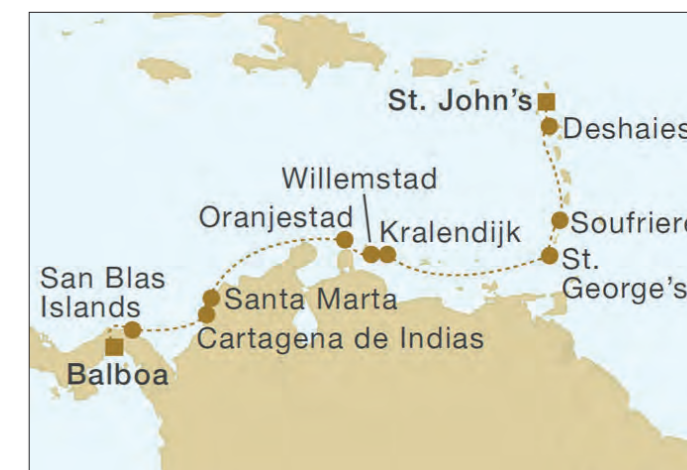 St. John's
Deshaies
Willemstad
Oranjestad
Kralendijk
Soufriere
St.
George's
San Blas
Islands
Santa Marta
Cartagena de Indias
Balboa